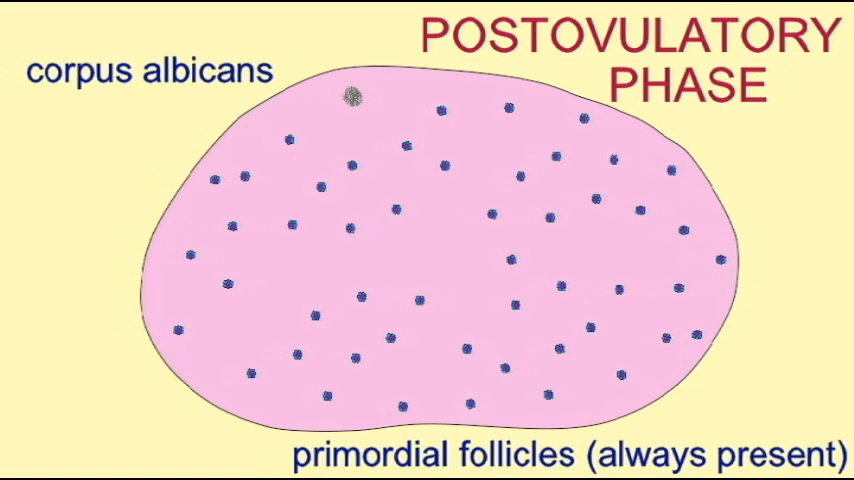 POSTOVULATORY
PHASE
corpus albicans
primordial follicles (always present)